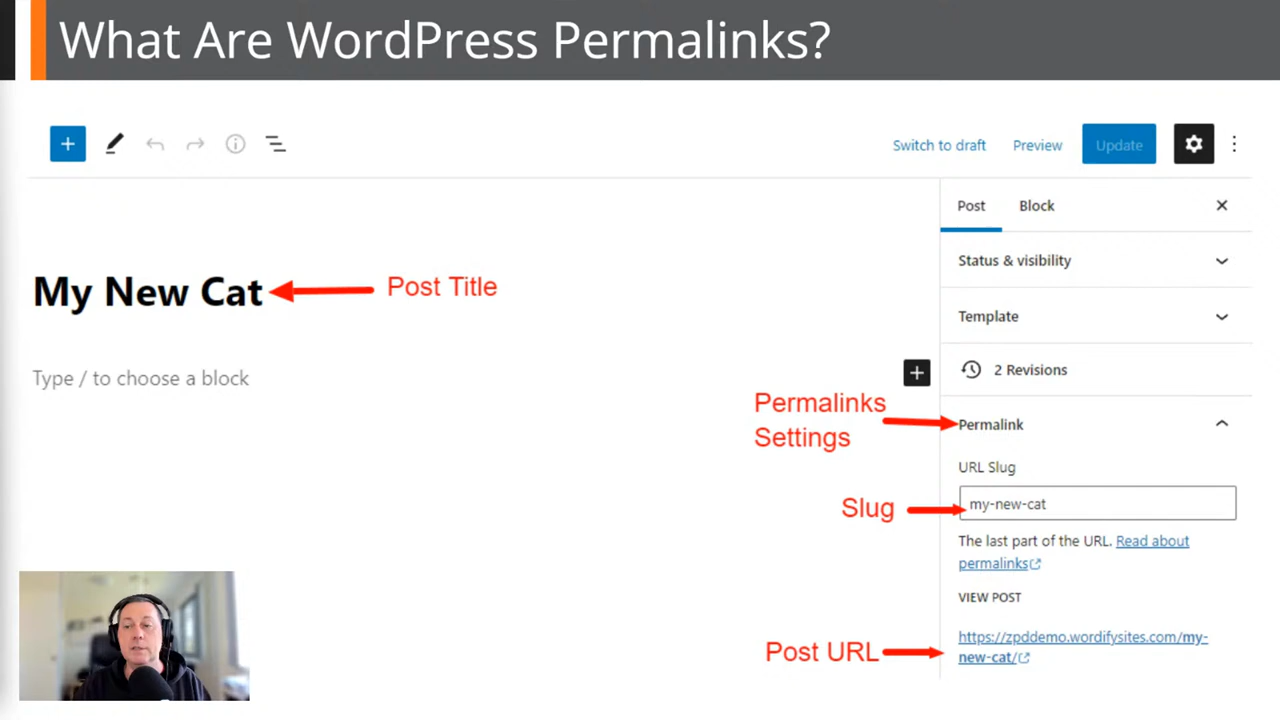 What Are WordPress Permalinks?
Switch to draft
Preview
Update
Post
Block
Status & visibility
My New Cat
Post Title
Template
Type / to choose a block
2 Revisions
Permalinks
Settings
Permalink
URL Slug
Slug
my-new-cat
The last part of the URL. Read about
permalinks
VIEW POST
Post URL
https://zpddemo.wordifysites.com/my-
new-cat/